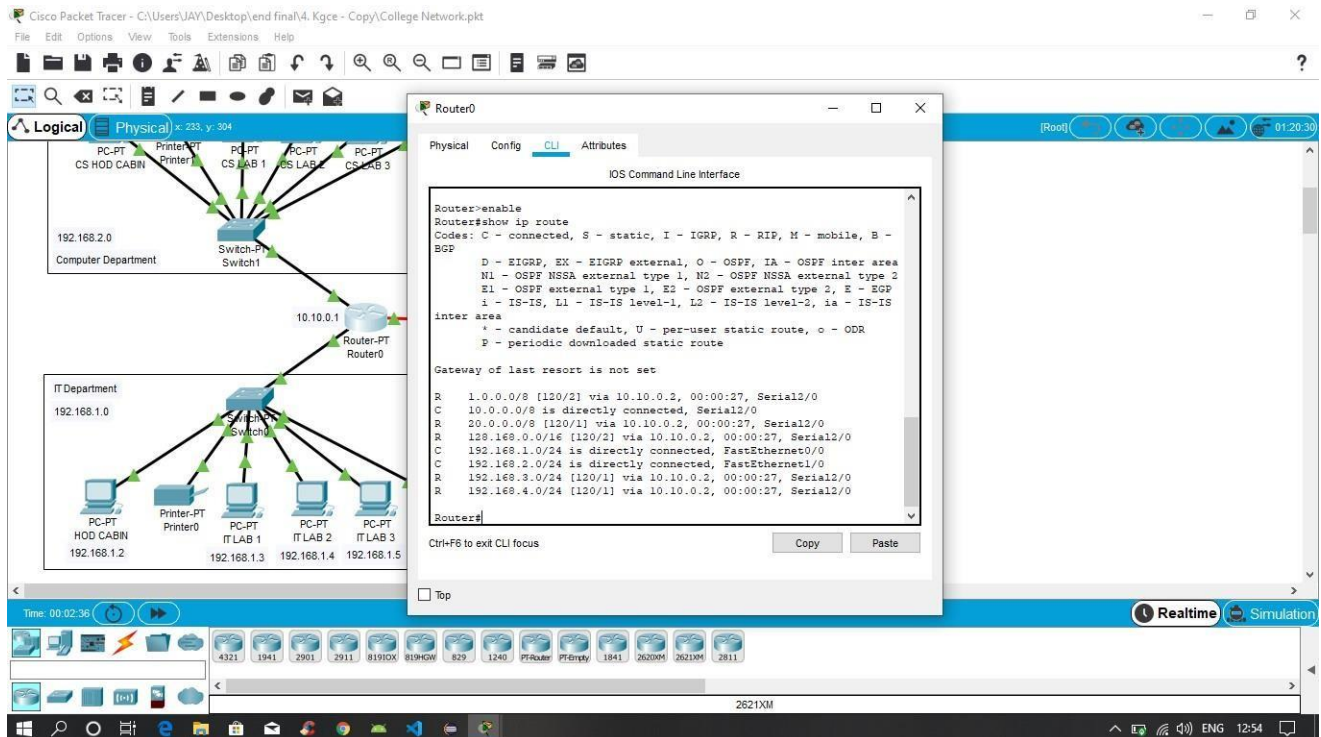 Cisco Packet Tracer - C:\Users\JAY\Desktop\end final\4. Kgce - Copy\College Network.pkt
File Edit Options View Tools Extensions Help
?
Logical Physical x: 233, y: 304
[Root] 01:20:30
PC-PT
CS HOD CABIN
Printer-PT
Printer1
PC-PT
CS LAB 1
PC-PT
CS LAB 2
PC-PT
CS LAB 3
192.168.2.0
Computer Department
Switch-PT
Switch1
10.10.0.1
Router-PT
Router0
IT Department
192.168.1.0
Switch-PT
Switch0
PC-PT
HOD CABIN
192.168.1.2
Printer-PT
Printer0
PC-PT
IT LAB 1
192.168.1.3
PC-PT
IT LAB 2
192.168.1.4
PC-PT
IT LAB 3
192.168.1.5
Router0
Physical Config CLI Attributes
IOS Command Line Interface
Router>enable
Router#show ip route
Codes: C - connected, S - static, I - IGRP, R - RIP, M - mobile, B -
BGP
D - EIGRP, EX - EIGRP external, O - OSPF, IA - OSPF inter area
N1 - OSPF NSSA external type 1, N2 - OSPF NSSA external type 2
E1 - OSPF external type 1, E2 - OSPF external type 2, E - EGP
i - IS-IS, L1 - IS-IS level-1, L2 - IS-IS level-2, ia - IS-IS
inter area
* - candidate default, U - per-user static route, o - ODR
P - periodic downloaded static route
Gateway of last resort is not set
R 1.0.0.0/8 [120/2] via 10.10.0.2, 00:00:27, Serial2/0
C 10.0.0.0/8 is directly connected, Serial2/0
R 20.0.0.0/8 [120/1] via 10.10.0.2, 00:00:27, Serial2/0
R 128.168.0.0/16 [120/2] via 10.10.0.2, 00:00:27, Serial2/0
C 192.168.1.0/24 is directly connected, FastEthernet0/0
C 192.168.2.0/24 is directly connected, FastEthernet1/0
R 192.168.3.0/24 [120/1] via 10.10.0.2, 00:00:27, Serial2/0
R 192.168.4.0/24 [120/1] via 10.10.0.2, 00:00:27, Serial2/0
Router#
Ctrl+F6 to exit CLI focus
Copy Paste
Top
Time: 00:02:36
Realtime Simulation
4321 1941 2901 2911 819IOX 819HGW 829 1240 PT-Router PT-Empty 1841 2620XM 2621XM 2811
2621XM
ENG 12:54